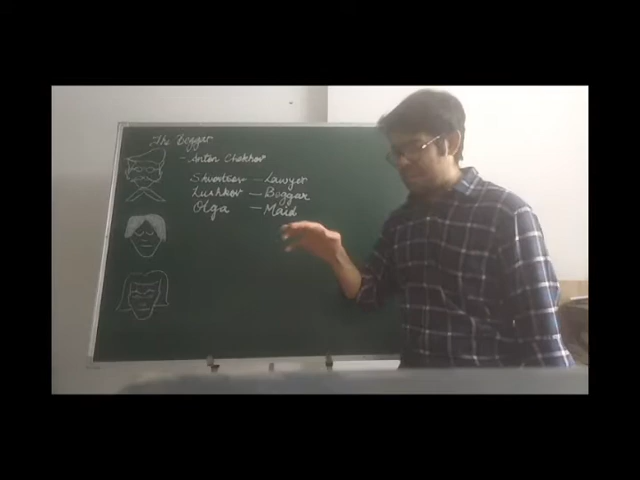 The Beggar
- Anton Chekhov
Skvortsov - Lawyer
Lushkov - Beggar
Olga - Maid